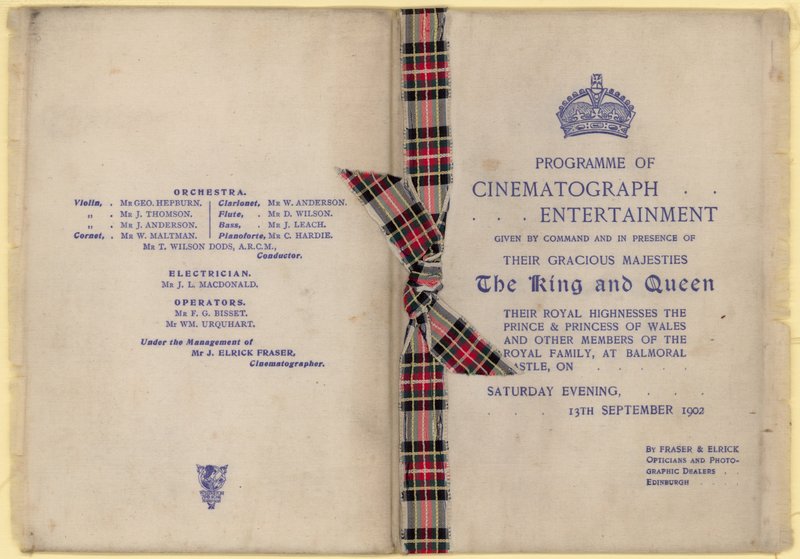 ORCHESTRA.
Violin, . Mr GEO. HEPBURN. Clarionet, Mr W. ANDERSON.
„ . Mr J. THOMSON. Flute, . Mr D. WILSON.
„ . Mr J. ANDERSON. Bass, . Mr J. LEACH.
Cornet, . Mr W. MALTMAN. Pianoforte, Mr C. HARDIE.
Mr T. WILSON DODS, A.R.C.M.,
Conductor.
ELECTRICIAN.
Mr J. L. MACDONALD.
OPERATORS.
Mr F. G. BISSET.
Mr WM. URQUHART.
Under the Management of
Mr J. ELRICK FRASER,
Cinematographer.
PROGRAMME OF
CINEMATOGRAPH . .
. . . ENTERTAINMENT
GIVEN BY COMMAND AND IN PRESENCE OF
THEIR GRACIOUS MAJESTIES
The King and Queen
THEIR ROYAL HIGHNESSES THE
PRINCE & PRINCESS OF WALES
AND OTHER MEMBERS OF THE
ROYAL FAMILY, AT BALMORAL
ASTLE, ON . . . . .
SATURDAY EVENING, . . . .
. . . . 13TH SEPTEMBER 1902
BY FRASER & ELRICK
OPTICIANS AND PHOTO-
GRAPHIC DEALERS . .
EDINBURGH . . . .